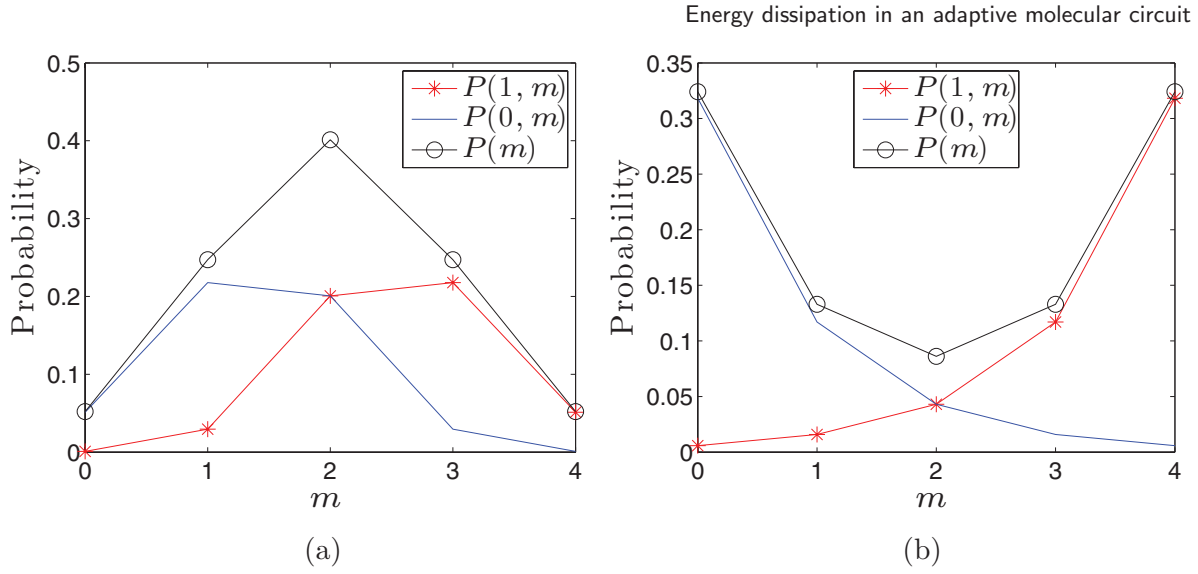 Energy dissipation in an adaptive molecular circuit
0.5
0.4
0.3
0.2
0.1
0
Probability
P(1, m)
P(0, m)
P(m)
0 1 2 3 4
m
(a)
0.35
0.3
0.25
0.2
0.15
0.1
0.05
0
Probability
P(1, m)
P(0, m)
P(m)
0 1 2 3 4
m
(b)